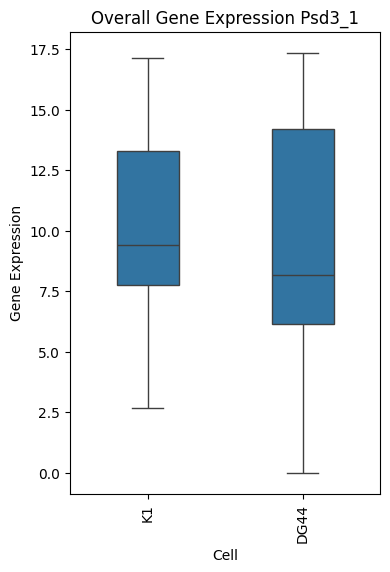 Overall Gene Expression Psd3_1
17.5
15.0
12.5
10.0
7.5
5.0
2.5
0.0
Gene Expression
K1
DG44
Cell